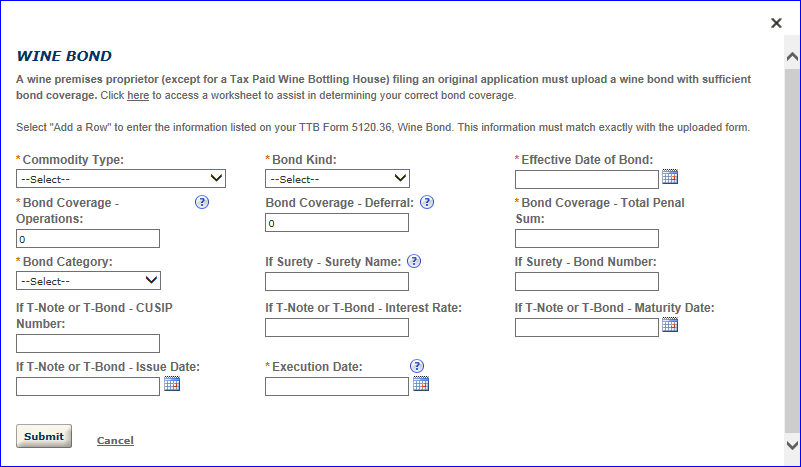 WINE BOND
A wine premises proprietor (except for a Tax Paid Wine Bottling House) filing an original application must upload a wine bond with sufficient
bond coverage. Click here to access a worksheet to assist in determining your correct bond coverage.
Select "Add a Row" to enter the information listed on your TTB Form 5120.36, Wine Bond. This information must match exactly with the uploaded form.
* Commodity Type: * Bond Kind: * Effective Date of Bond:
--Select-- --Select--
* Bond Coverage - Operations: ? Bond Coverage - Deferral: ? * Bond Coverage - Total Penal Sum:
0 0
* Bond Category: If Surety - Surety Name: ? If Surety - Bond Number:
--Select--
If T-Note or T-Bond - CUSIP Number: If T-Note or T-Bond - Interest Rate: If T-Note or T-Bond - Maturity Date:
If T-Note or T-Bond - Issue Date: * Execution Date: ?
Submit Cancel